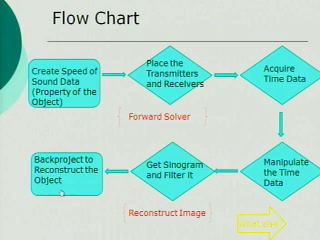 Flow Chart
Create Speed of
Sound Data
(Property of the
Object)
Place the
Transmitters
and Receivers
Acquire
Time Data
Forward Solver
Backproject to
Reconstruct the
Object
Get Sinogram
and Filter it
Manipulate
the Time
Data
Reconstruct Image